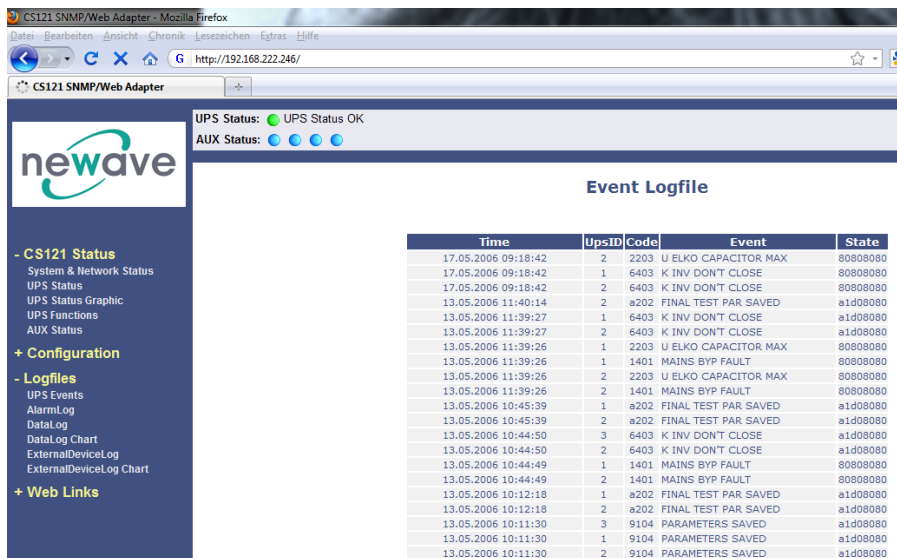 CS121 SNMP/Web Adapter - Mozilla Firefox
Datei Bearbeiten Ansicht Chronik Lesezeichen Extras Hilfe
G http://192.168.222.246/
CS121 SNMP/Web Adapter
UPS Status: UPS Status OK
AUX Status:
newave
Event Logfile
- CS121 Status
System & Network Status
UPS Status
UPS Status Graphic
UPS Functions
AUX Status
+ Configuration
- Logfiles
UPS Events
AlarmLog
DataLog
DataLog Chart
ExternalDeviceLog
ExternalDeviceLog Chart
+ Web Links
Time UpsID Code Event State
17.05.2006 09:18:42 2 2203 U ELKO CAPACITOR MAX 80808080
17.05.2006 09:18:42 1 6403 K INV DON'T CLOSE 80808080
17.05.2006 09:18:42 2 6403 K INV DON'T CLOSE 80808080
13.05.2006 11:40:14 2 a202 FINAL TEST PAR SAVED a1d08080
13.05.2006 11:39:27 1 6403 K INV DON'T CLOSE a1d08080
13.05.2006 11:39:27 2 6403 K INV DON'T CLOSE a1d08080
13.05.2006 11:39:26 1 2203 U ELKO CAPACITOR MAX 80808080
13.05.2006 11:39:26 1 1401 MAINS BYP FAULT 80808080
13.05.2006 11:39:26 2 2203 U ELKO CAPACITOR MAX 80808080
13.05.2006 11:39:26 2 1401 MAINS BYP FAULT 80808080
13.05.2006 10:45:39 1 a202 FINAL TEST PAR SAVED a1d08080
13.05.2006 10:45:39 2 a202 FINAL TEST PAR SAVED a1d08080
13.05.2006 10:44:50 3 6403 K INV DON'T CLOSE a1d08080
13.05.2006 10:44:50 2 6403 K INV DON'T CLOSE a1d08080
13.05.2006 10:44:49 1 1401 MAINS BYP FAULT 80808080
13.05.2006 10:44:49 2 1401 MAINS BYP FAULT 80808080
13.05.2006 10:12:18 1 a202 FINAL TEST PAR SAVED a1d08080
13.05.2006 10:12:18 2 a202 FINAL TEST PAR SAVED a1d08080
13.05.2006 10:11:30 3 9104 PARAMETERS SAVED a1d08080
13.05.2006 10:11:30 1 9104 PARAMETERS SAVED a1d08080
13.05.2006 10:11:30 2 9104 PARAMETERS SAVED a1d08080